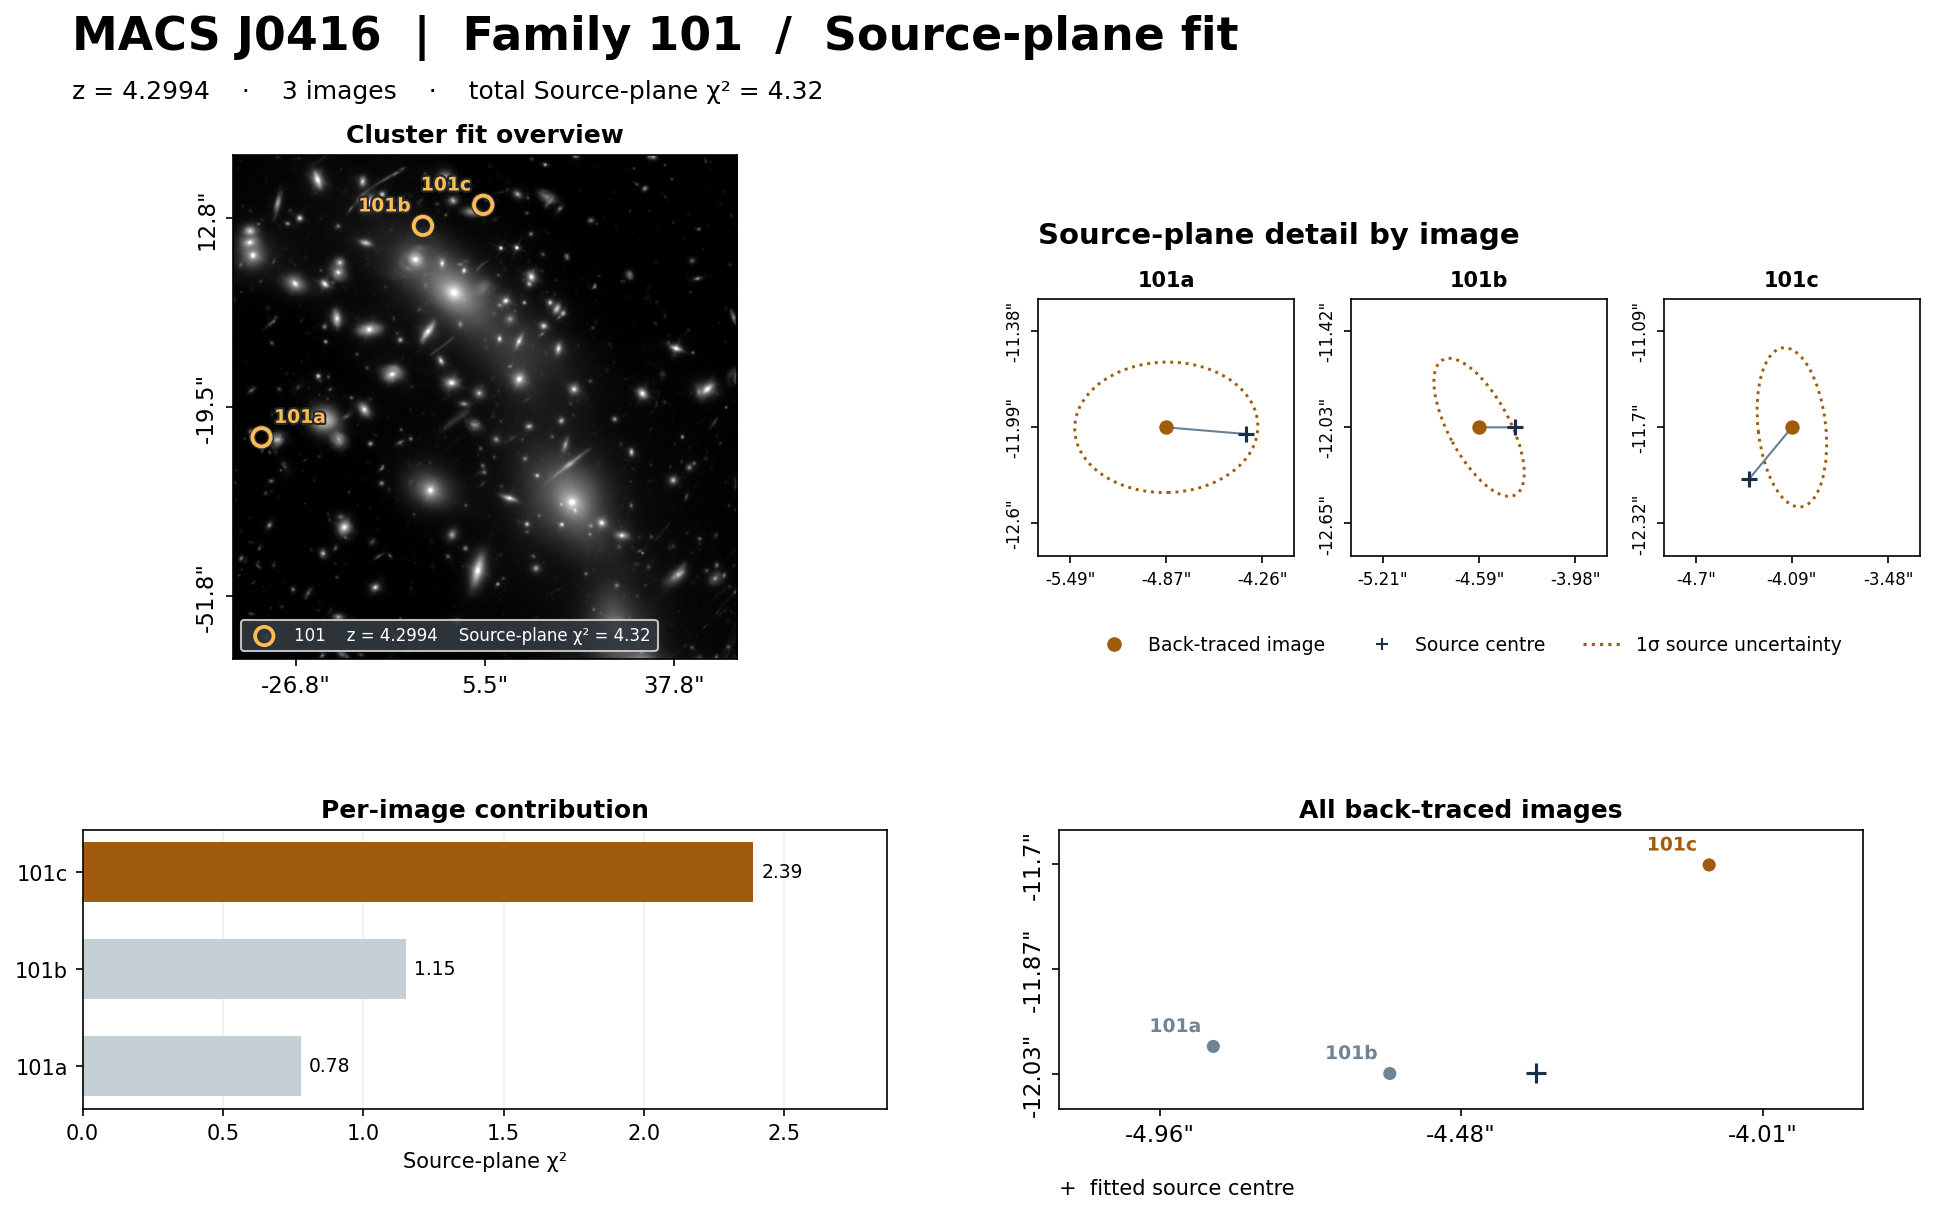 MACS J0416 | Family 101 / Source-plane fit
z = 4.2994 · 3 images · total Source-plane χ² = 4.32
Cluster fit overview
12.8"
-19.5"
-51.8"
101c
101b
101a
101 z = 4.2994 Source-plane χ² = 4.32
-26.8" 5.5" 37.8"
Source-plane detail by image
101a
-11.38"
-11.99"
-12.6"
-5.49" -4.87" -4.26"
101b
-11.42"
-12.03"
-12.65"
-5.21" -4.59" -3.98"
101c
-11.09"
-11.7"
-12.32"
-4.7" -4.09" -3.48"
Back-traced image + Source centre 1σ source uncertainty
Per-image contribution
101c 2.39
101b 1.15
101a 0.78
0.0 0.5 1.0 1.5 2.0 2.5
Source-plane χ²
All back-traced images
-11.7"
-11.87"
-12.03"
101c
101a
101b
-4.96" -4.48" -4.01"
+ fitted source centre